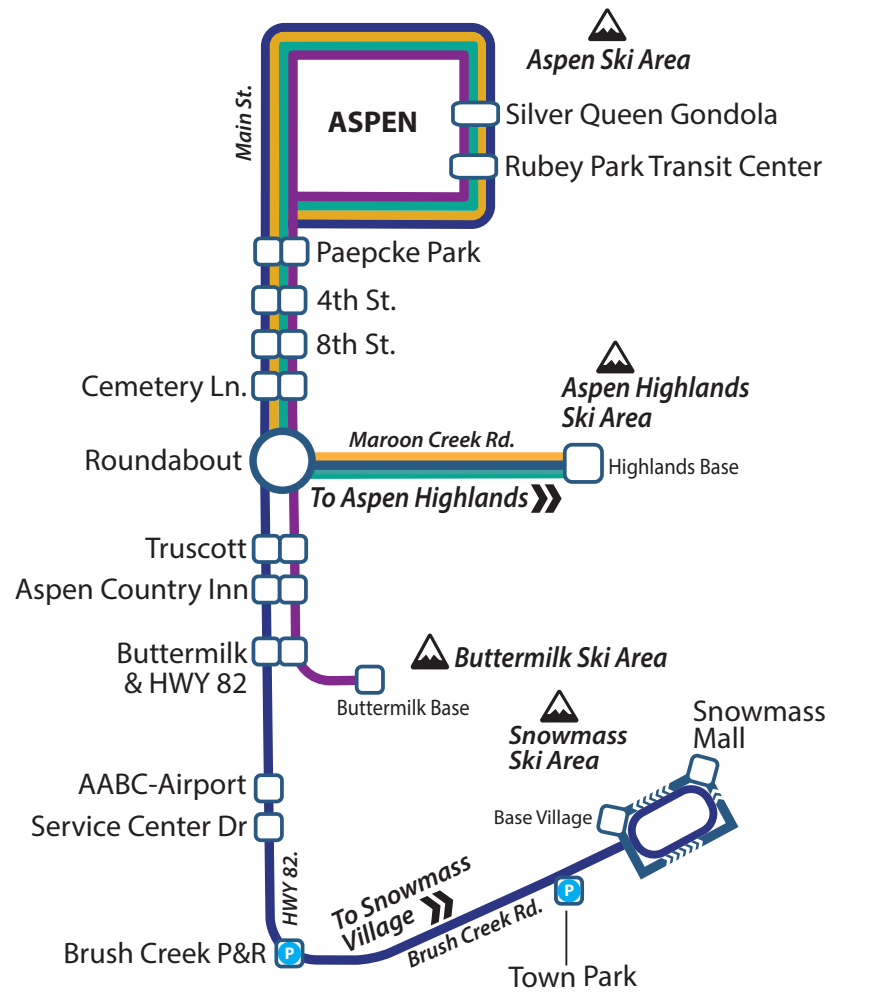 Aspen Ski Area
Main St.
ASPEN
Silver Queen Gondola
Rubey Park Transit Center
Paepcke Park
4th St.
8th St.
Cemetery Ln.
Aspen Highlands
Ski Area
Roundabout
Maroon Creek Rd.
Highlands Base
To Aspen Highlands
Truscott
Aspen Country Inn
Buttermilk
& HWY 82
Buttermilk Ski Area
Buttermilk Base
Snowmass
Ski Area
Snowmass
Mall
AABC-Airport
Service Center Dr
Base Village
HWY 82.
To Snowmass
Village
Brush Creek Rd.
P
Brush Creek P&R
P
Town Park